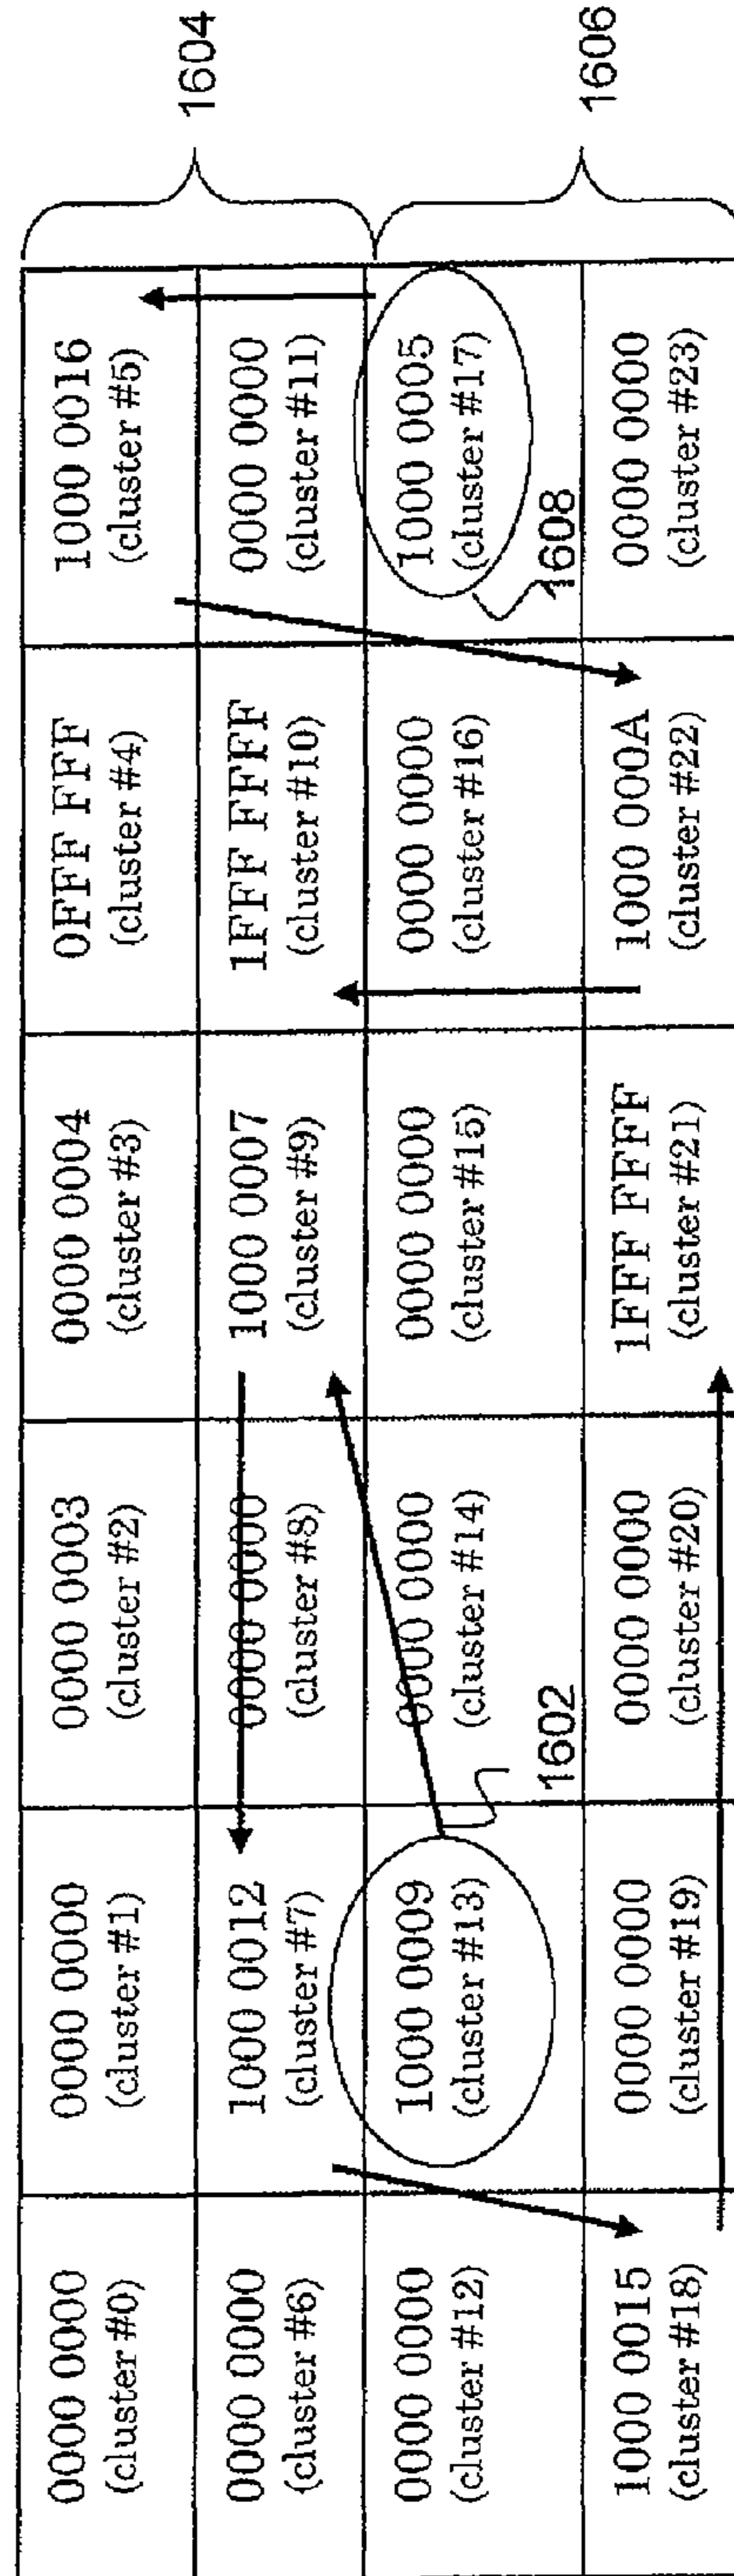 0000 0000
(cluster #0)
0000 0000
(cluster #1)
0000 0003
(cluster #2)
0000 0004
(cluster #3)
0FFF FFF
(cluster #4)
1000 0016
(cluster #5)
1604
0000 0000
(cluster #6)
1000 0012
(cluster #7)
0000 0000
(cluster #8)
1000 0007
(cluster #9)
1FFF FFFF
(cluster #10)
0000 0000
(cluster #11)
0000 0000
(cluster #12)
1000 0009
(cluster #13)
1602
0000 0000
(cluster #14)
0000 0000
(cluster #15)
0000 0000
(cluster #16)
1000 0005
(cluster #17)
1608
1606
1000 0015
(cluster #18)
0000 0000
(cluster #19)
0000 0000
(cluster #20)
1FFF FFFF
(cluster #21)
1000 000A
(cluster #22)
0000 0000
(cluster #23)